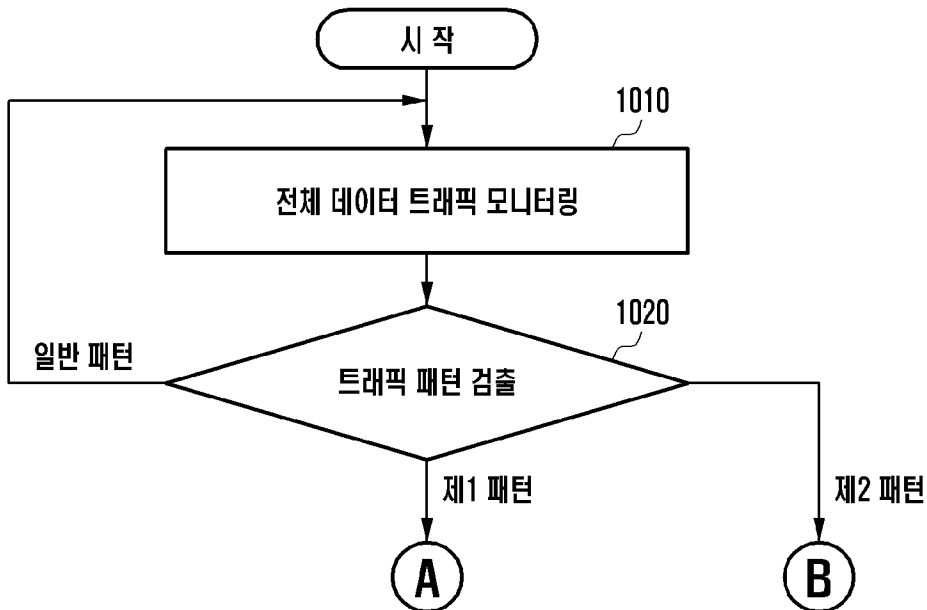 시 작
1010
전체 데이터 트래픽 모니터링
1020
일반 패턴
트래픽 패턴 검출
제1 패턴
제2 패턴
A
B